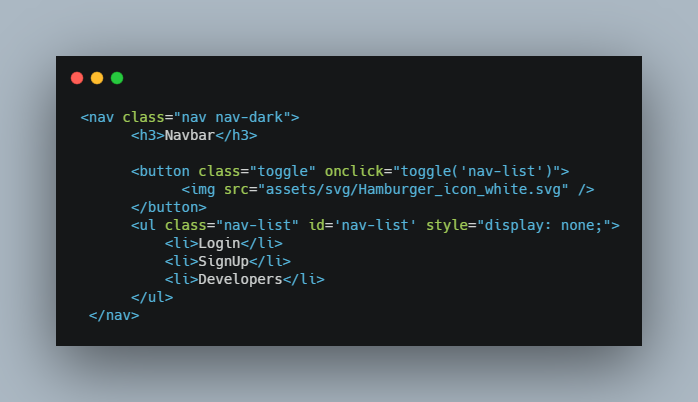 <nav class="nav nav-dark">
<h3>Navbar</h3>
<button class="toggle" onclick="toggle('nav-list')">
<img src="assets/svg/Hamburger_icon_white.svg" />
</button>
<ul class="nav-list" id='nav-list' style="display: none;">
<li>Login</li>
<li>SignUp</li>
<li>Developers</li>
</ul>
</nav>